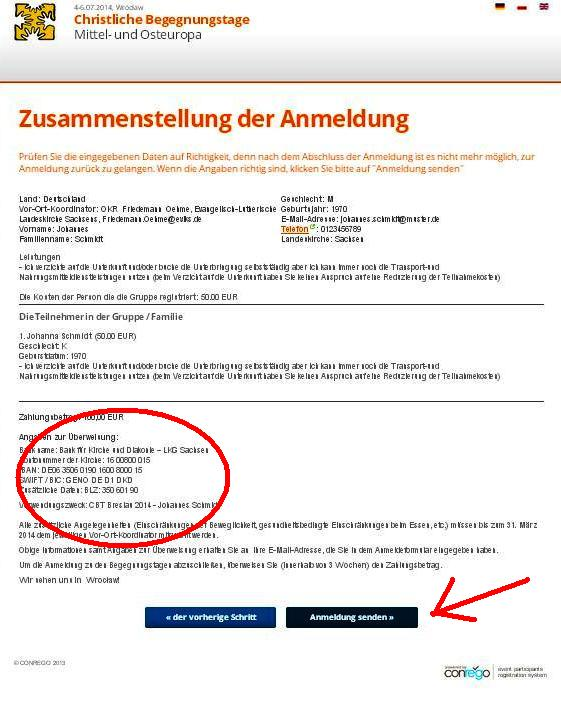 4-6.07.2014, Wrocław
Christliche Begegnungstage
Mittel- und Osteuropa
Zusammenstellung der Anmeldung
Prüfen Sie die eingegebenen Daten auf Richtigkeit, denn nach dem Abschluss der Anmeldung ist es nicht mehr möglich, zur
Anmeldung zurück zu gelangen. Wenn die Angaben richtig sind, klicken Sie bitte auf "Anmeldung senden"
Land: Deutschland
Vor-Ort-Koordinator: OKR Friedemann Oehme, Evangelisch-Lutherische
Landeskirche Sachsens, Friedemann.Oehme@evlks.de
Vorname: Johannes
Familienname: Schmidt
Geschlecht: M
Geburtsjahr: 1970
E-Mail-Adresse: johannes.schmidt@muster.de
Telefon: 0123456789
Landeskirche: Sachsen
Leistungen
- ich verzichte auf die Unterkunft und/oder buche die Unterbringung selbstständig aber ich kann immer noch die Transport-und
Nahrungsmitteldienstleistungen nutzen (beim Verzicht auf die Unterkunft haben Sie keinen Anspruch auf eine Reduzierung der Teilnahmekosten)
Die Konten der Person die die Gruppe registriert: 50.00 EUR
Die Teilnehmer in der Gruppe / Familie
1. Johanna Schmidt (50.00 EUR)
Geschlecht: K
Geburstdatum: 1970
- ich verzichte auf die Unterkunft und/oder buche die Unterbringung selbstständig aber ich kann immer noch die Transport-und
Nahrungsmitteldienstleistungen nutzen (beim Verzicht auf die Unterkunft haben Sie keinen Anspruch auf eine Reduzierung der Teilnahmekosten)
Zahlungsbetrag: 100,00 EUR
Angaben zur Überweisung:
Bankname: Bank für Kirche und Diakonie – LKG Sachsen
Kontonummer der Kirche: 16 00800 015
IBAN: DE06 3506 0190 1600 8000 15
SWIFT / BIC: GENO DE D1 DKD
Zusätzliche Daten: BLZ: 350 601 90
Verwendungszweck: CBT Breslau 2014 - Johannes Schmidt
Alle zusätzliche Angelegenheiten (Einschränkungen der Beweglichkeit, gesundheitsbedingte Einschränkungen beim Essen, etc.) müssen bis zum 31. März
2014 dem jeweiligen Vor-Ort-Koordinator mitgeteilt werden.
Obige Informationen samt Angaben zur Überweisung erhalten Sie an Ihre E-Mail-Adresse, die Sie in dem Anmeldeformular eingegeben haben.
Um die Anmeldung zu den Begegnungstagen abzuschließen, überweisen Sie (innerhalb von 3 Wochen) den Zahlungsbetrag.
Wir sehen uns in Wrocław!
« der vorherige Schritt
Anmeldung senden »
© CONREGO 2013
powered by
conrego
event participants
registration system